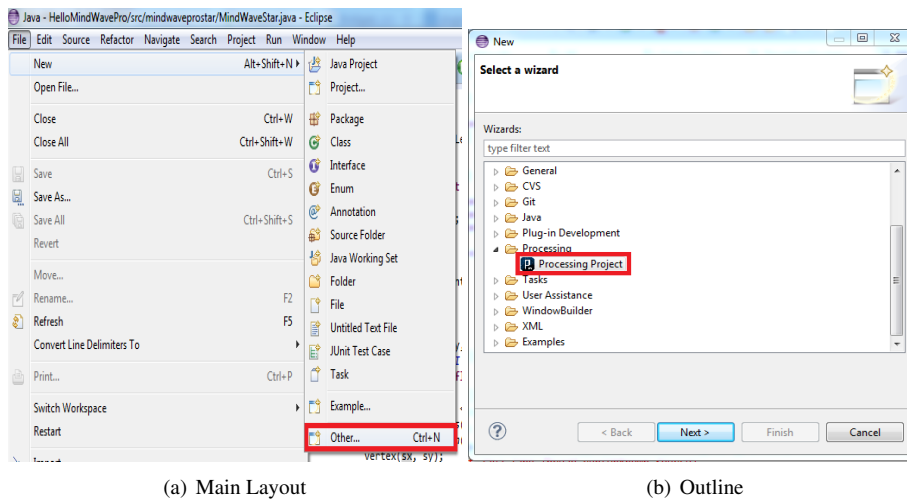 Java - HelloMindWavePro/src/mindwaveprostar/MindWaveStar.java - Eclipse
File Edit Source Refactor Navigate Search Project Run Window Help
New Alt+Shift+N
Open File...
Close Ctrl+W
Close All Ctrl+Shift+W
Save Ctrl+S
Save As...
Save All Ctrl+Shift+S
Revert
Move...
Rename... F2
Refresh F5
Convert Line Delimiters To
Print... Ctrl+P
Switch Workspace
Restart
Java Project
Project...
Package
Class
Interface
Enum
Annotation
Source Folder
Java Working Set
Folder
File
Untitled Text File
JUnit Test Case
Task
Example...
Other... Ctrl+N
vertex(sx, sy);
(a) Main Layout
New
Select a wizard
Wizards:
type filter text
General
CVS
Git
Java
Plug-in Development
Processing
Processing Project
Tasks
User Assistance
WindowBuilder
XML
Examples
? < Back Next > Finish Cancel
(b) Outline